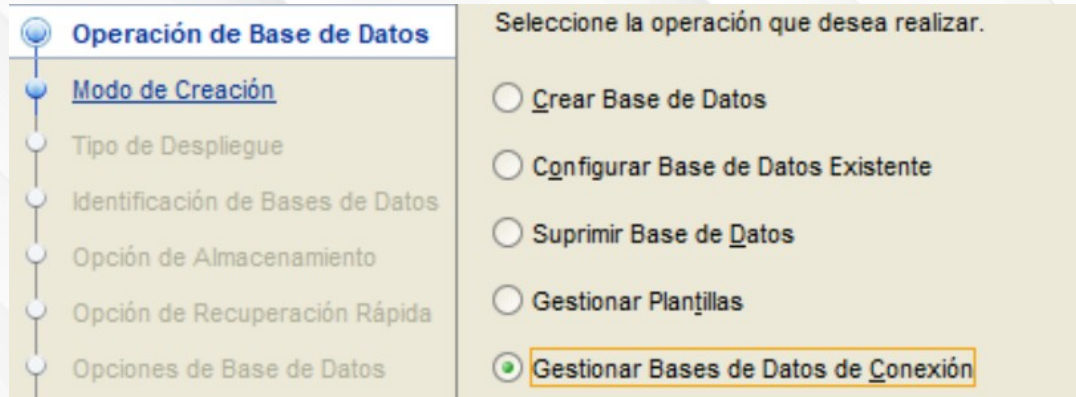 Operación de Base de Datos
Modo de Creación
Tipo de Despliegue
Identificación de Bases de Datos
Opción de Almacenamiento
Opción de Recuperación Rápida
Opciones de Base de Datos
Seleccione la operación que desea realizar.
Crear Base de Datos
Configurar Base de Datos Existente
Suprimir Base de Datos
Gestionar Plantillas
Gestionar Bases de Datos de Conexión